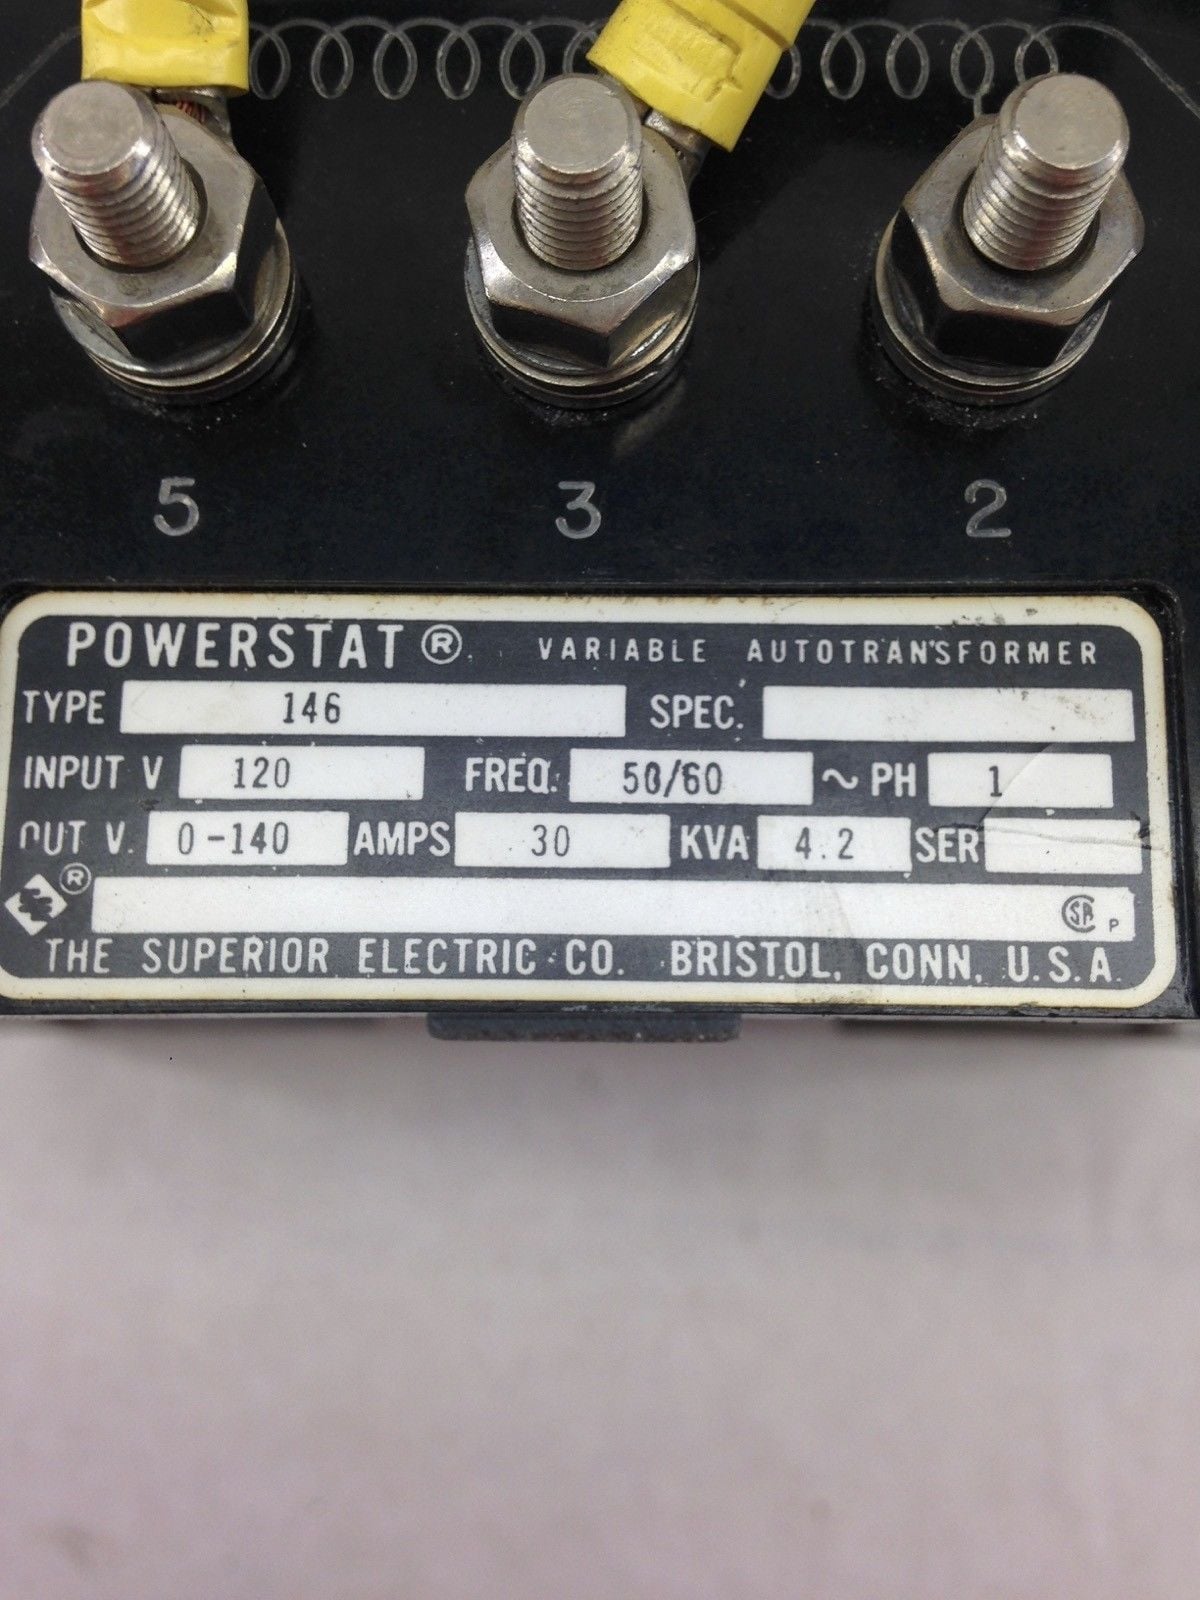 5 3 2
POWERSTAT® VARIABLE AUTOTRANSFORMER
TYPE 146 SPEC.
INPUT V 120 FREQ. 50/60 ~ PH 1
OUT V. 0-140 AMPS 30 KVA 4.2 SER
® SA P
THE SUPERIOR ELECTRIC CO. BRISTOL, CONN. U.S.A.